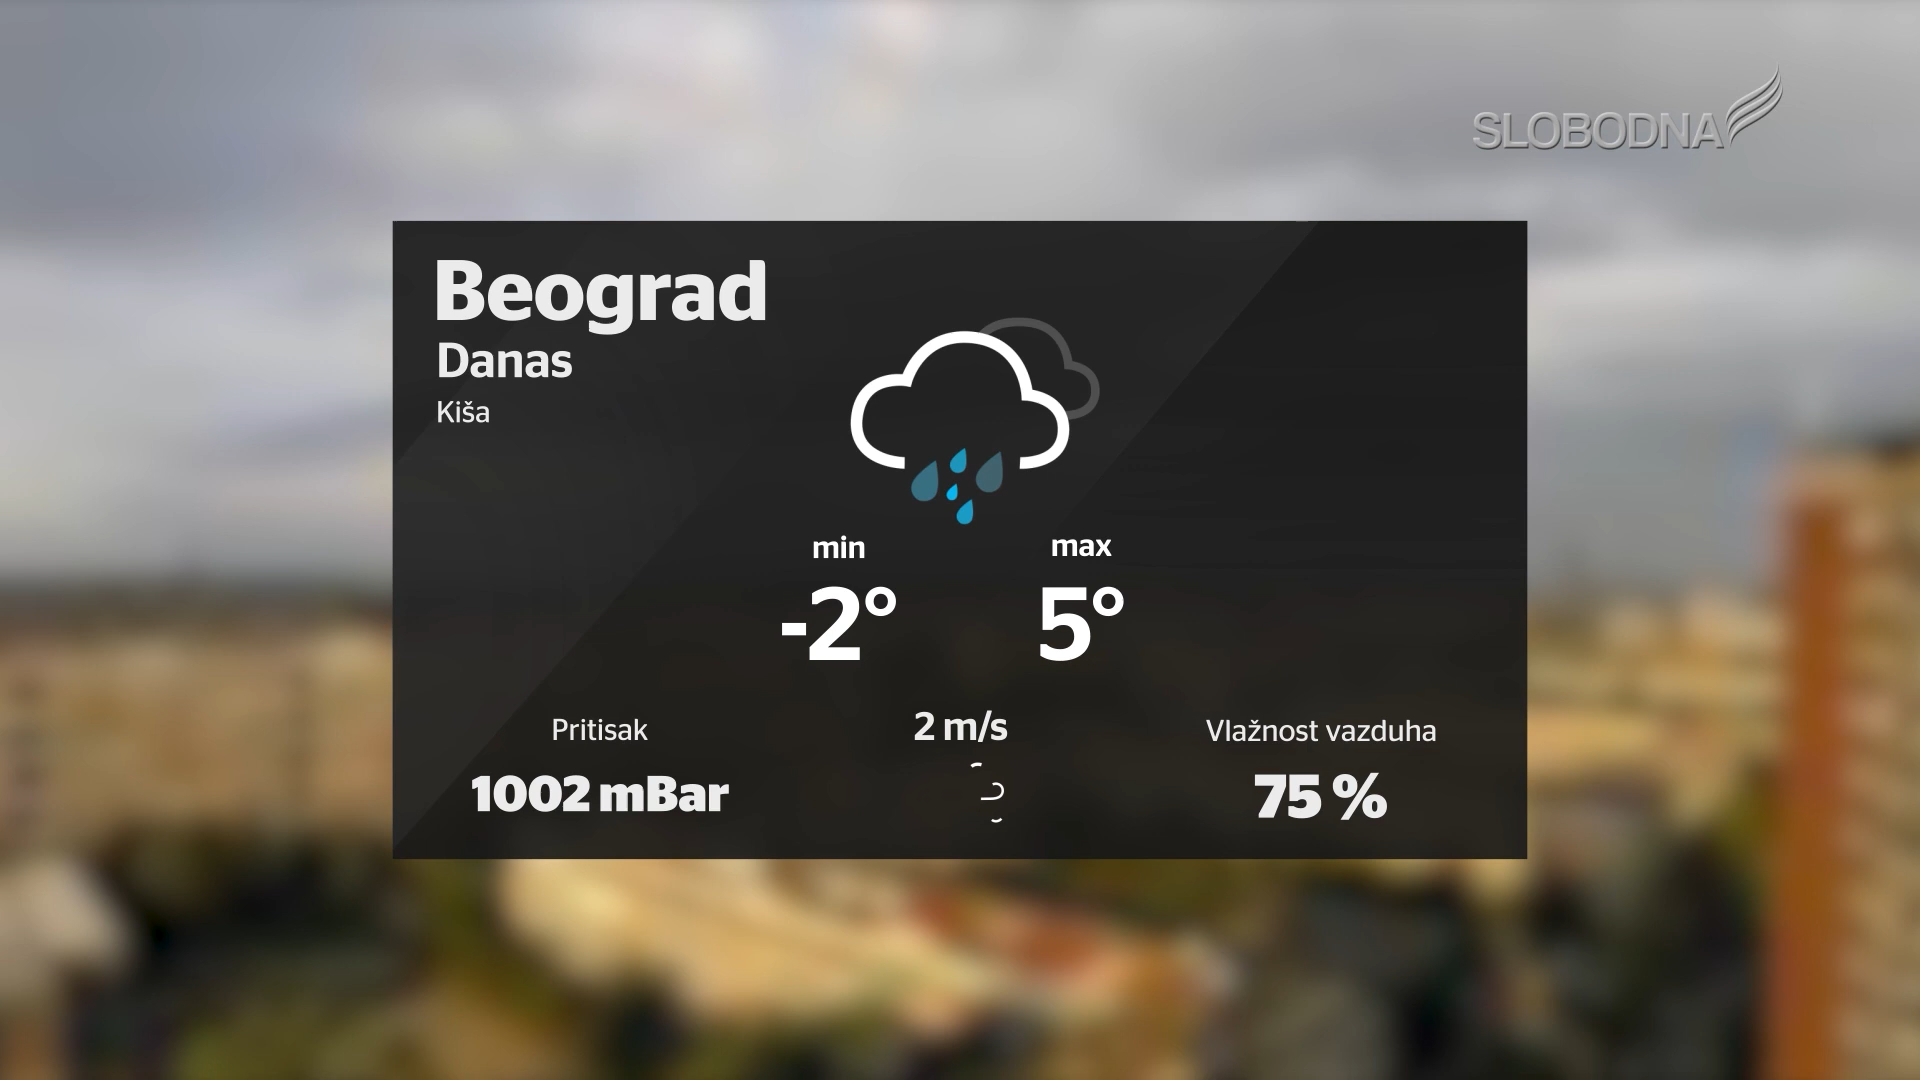 SLOBODNA
Beograd
Danas
Kiša
min
max
-2°
5°
Pritisak
2 m/s
Vlažnost vazduha
1002 mBar
75 %